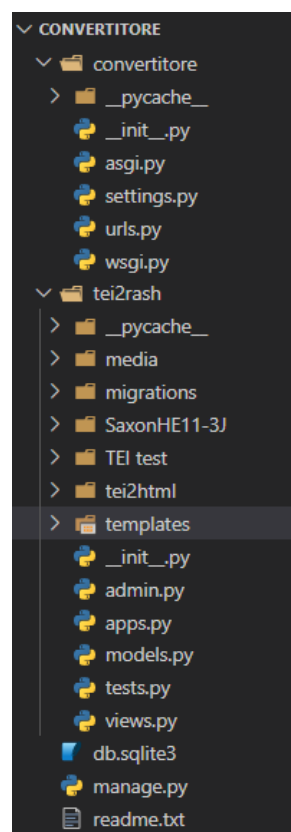 CONVERTITORE
convertitore
__pycache__
__init__.py
asgi.py
settings.py
urls.py
wsgi.py
tei2rash
__pycache__
media
migrations
SaxonHE11-3J
TEI test
tei2html
templates
__init__.py
admin.py
apps.py
models.py
tests.py
views.py
db.sqlite3
manage.py
readme.txt